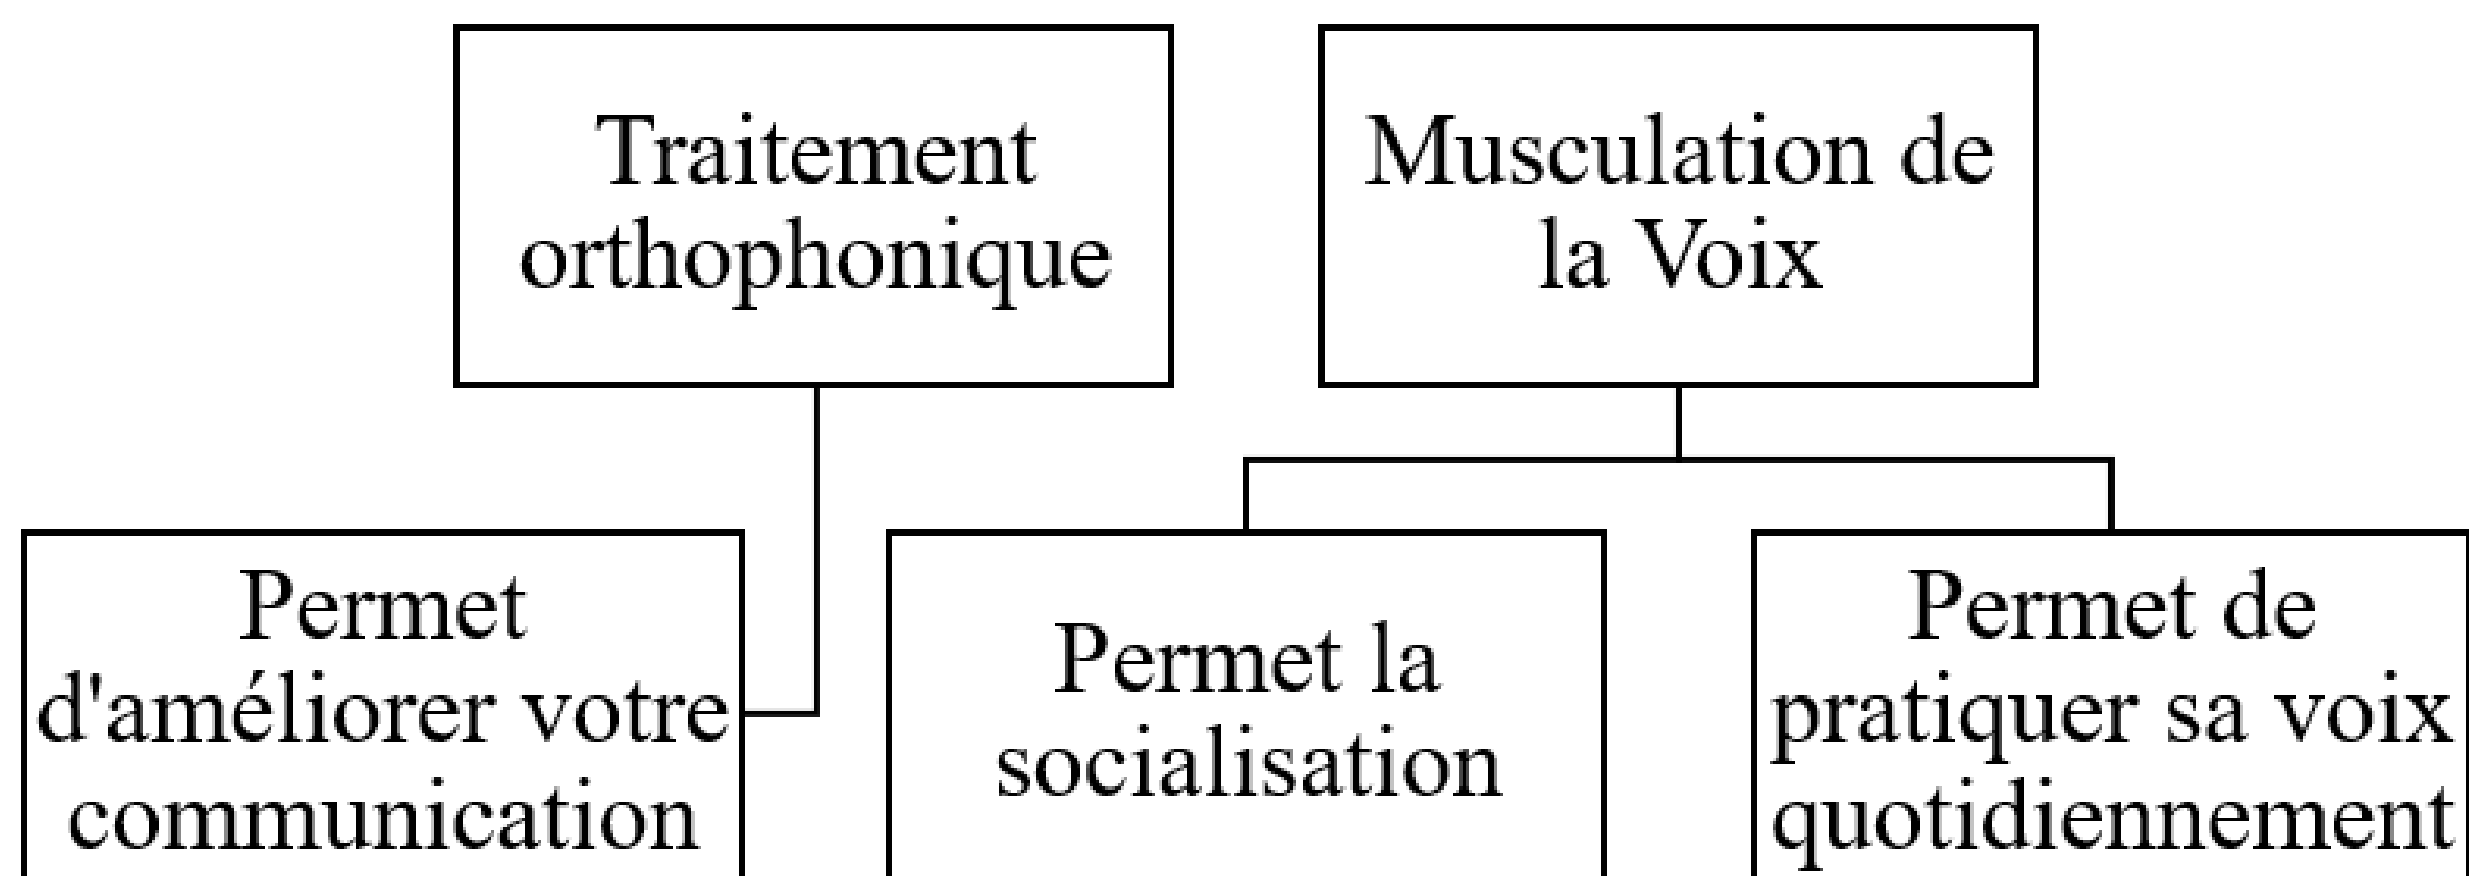 Traitement
orthophonique
Musculation de
la Voix
Permet
d'améliorer votre
communication
Permet la
socialisation
Permet de
pratiquer sa voix
quotidiennement